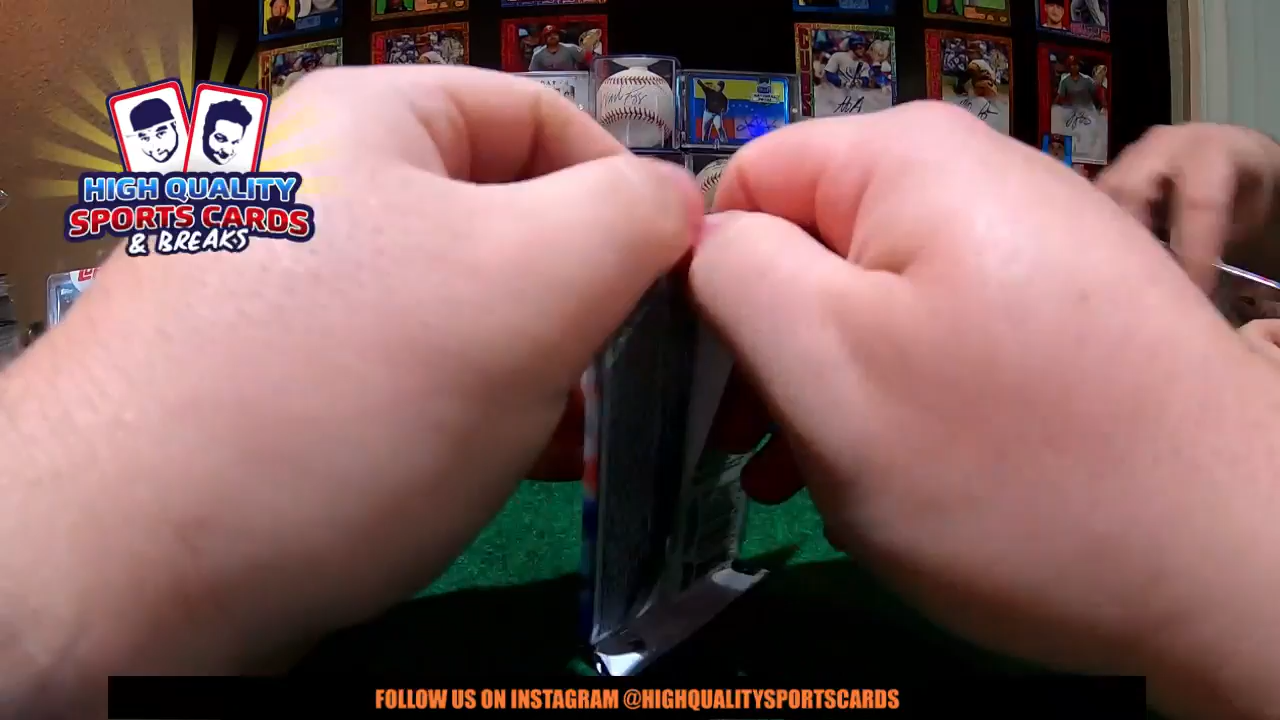 HIGH QUALITY
SPORTS CARDS
& BREAKS
FOLLOW US ON INSTAGRAM @HIGHQUALITYSPORTSCARDS